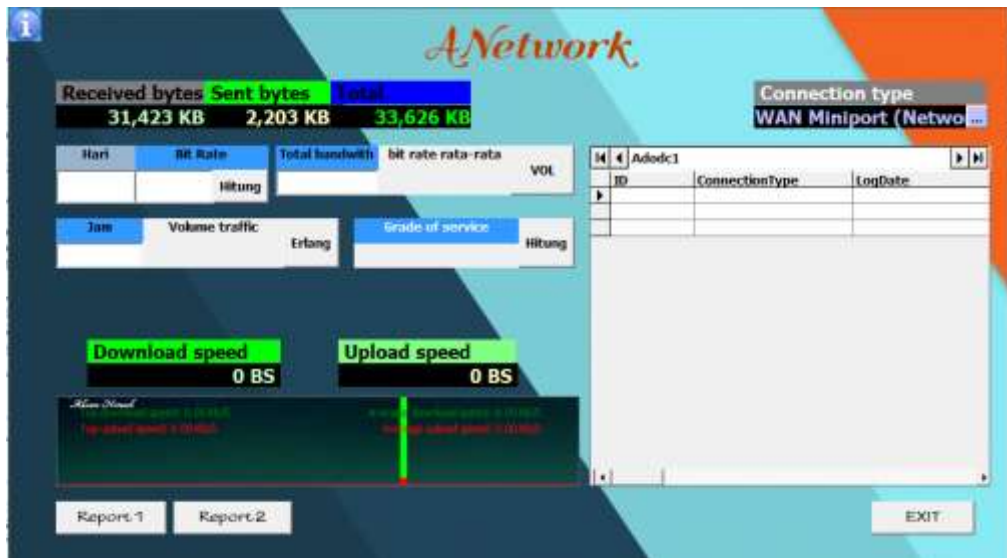 ANetwork
Received bytes Sent bytes Total
31,423 KB 2,203 KB 33,626 KB
Connection type
WAN Miniport (Netwo ...
Hari Bit Rate Total bandwith bit rate rata-rata
Hitung
VOL
Adodc1
ID ConnectionType LogDate
Jam Volume traffic Grade of service
Erlang Hitung
Download speed Upload speed
0 BS 0 BS
Report 1 Report 2 EXIT